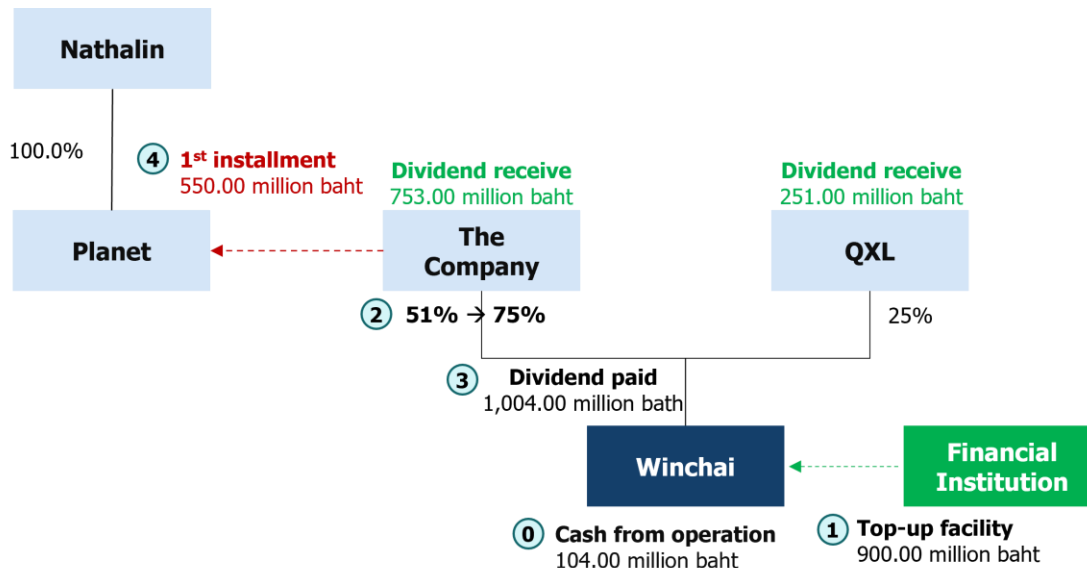 Nathalin
100.0%
4 1st installment
550.00 million baht
Dividend receive
753.00 million baht
Dividend receive
251.00 million baht
Planet
The
Company
QXL
2 51% → 75%
25%
3 Dividend paid
1,004.00 million bath
Winchai
Financial
Institution
0 Cash from operation
104.00 million baht
1 Top-up facility
900.00 million baht